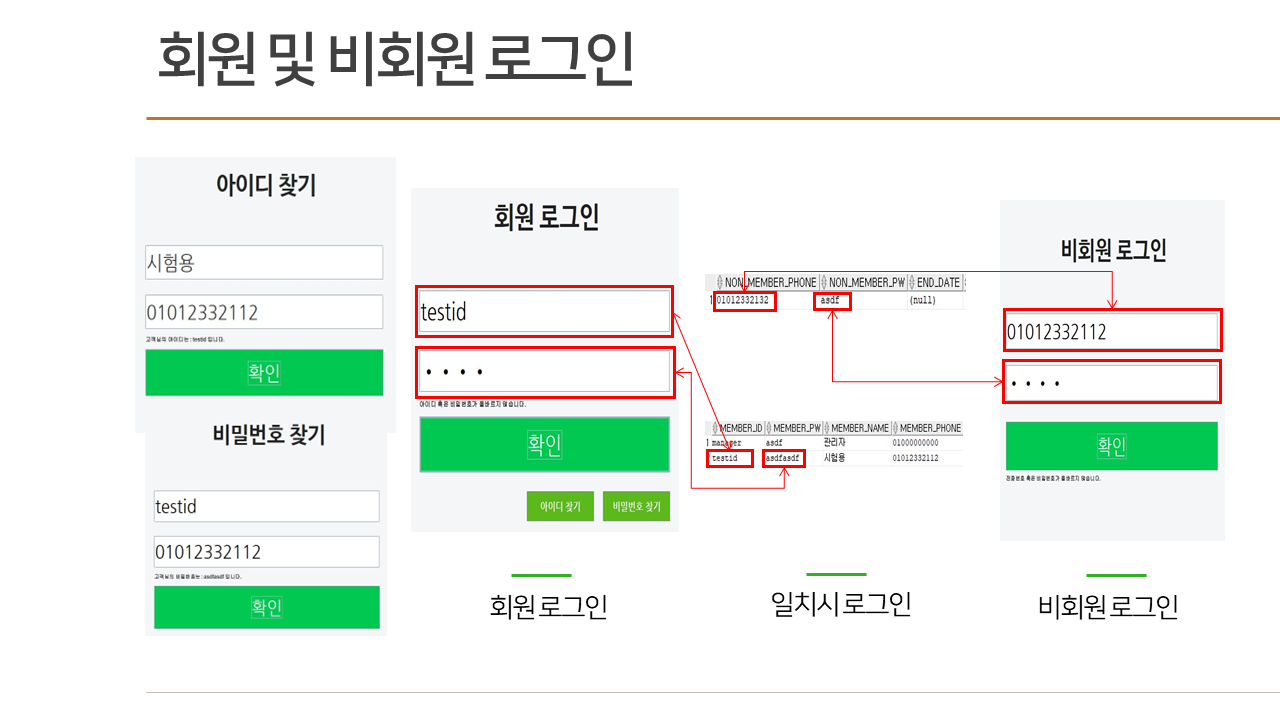 회원 및 비회원 로그인
아이디 찾기
시험용
01012332112
고객님의 아이디는 : testid 입니다.
확인
비밀번호 찾기
testid
01012332112
고객님의 비밀번호는 : asdfasdf 입니다.
확인
회원 로그인
testid
아이디 혹은 비밀번호가 올바르지 않습니다.
확인
아이디 찾기 비밀번호 찾기
회원 로그인
NON_MEMBER_PHONE NON_MEMBER_PW END_DATE
1 01012332132 asdf (null)
MEMBER_ID MEMBER_PW MEMBER_NAME MEMBER_PHONE
1 manager asdf 관리자 01000000000
testid asdfasdf 시험용 01012332112
일치시 로그인
비회원 로그인
01012332112
확인
전화번호 혹은 비밀번호가 올바르지 않습니다.
비회원 로그인